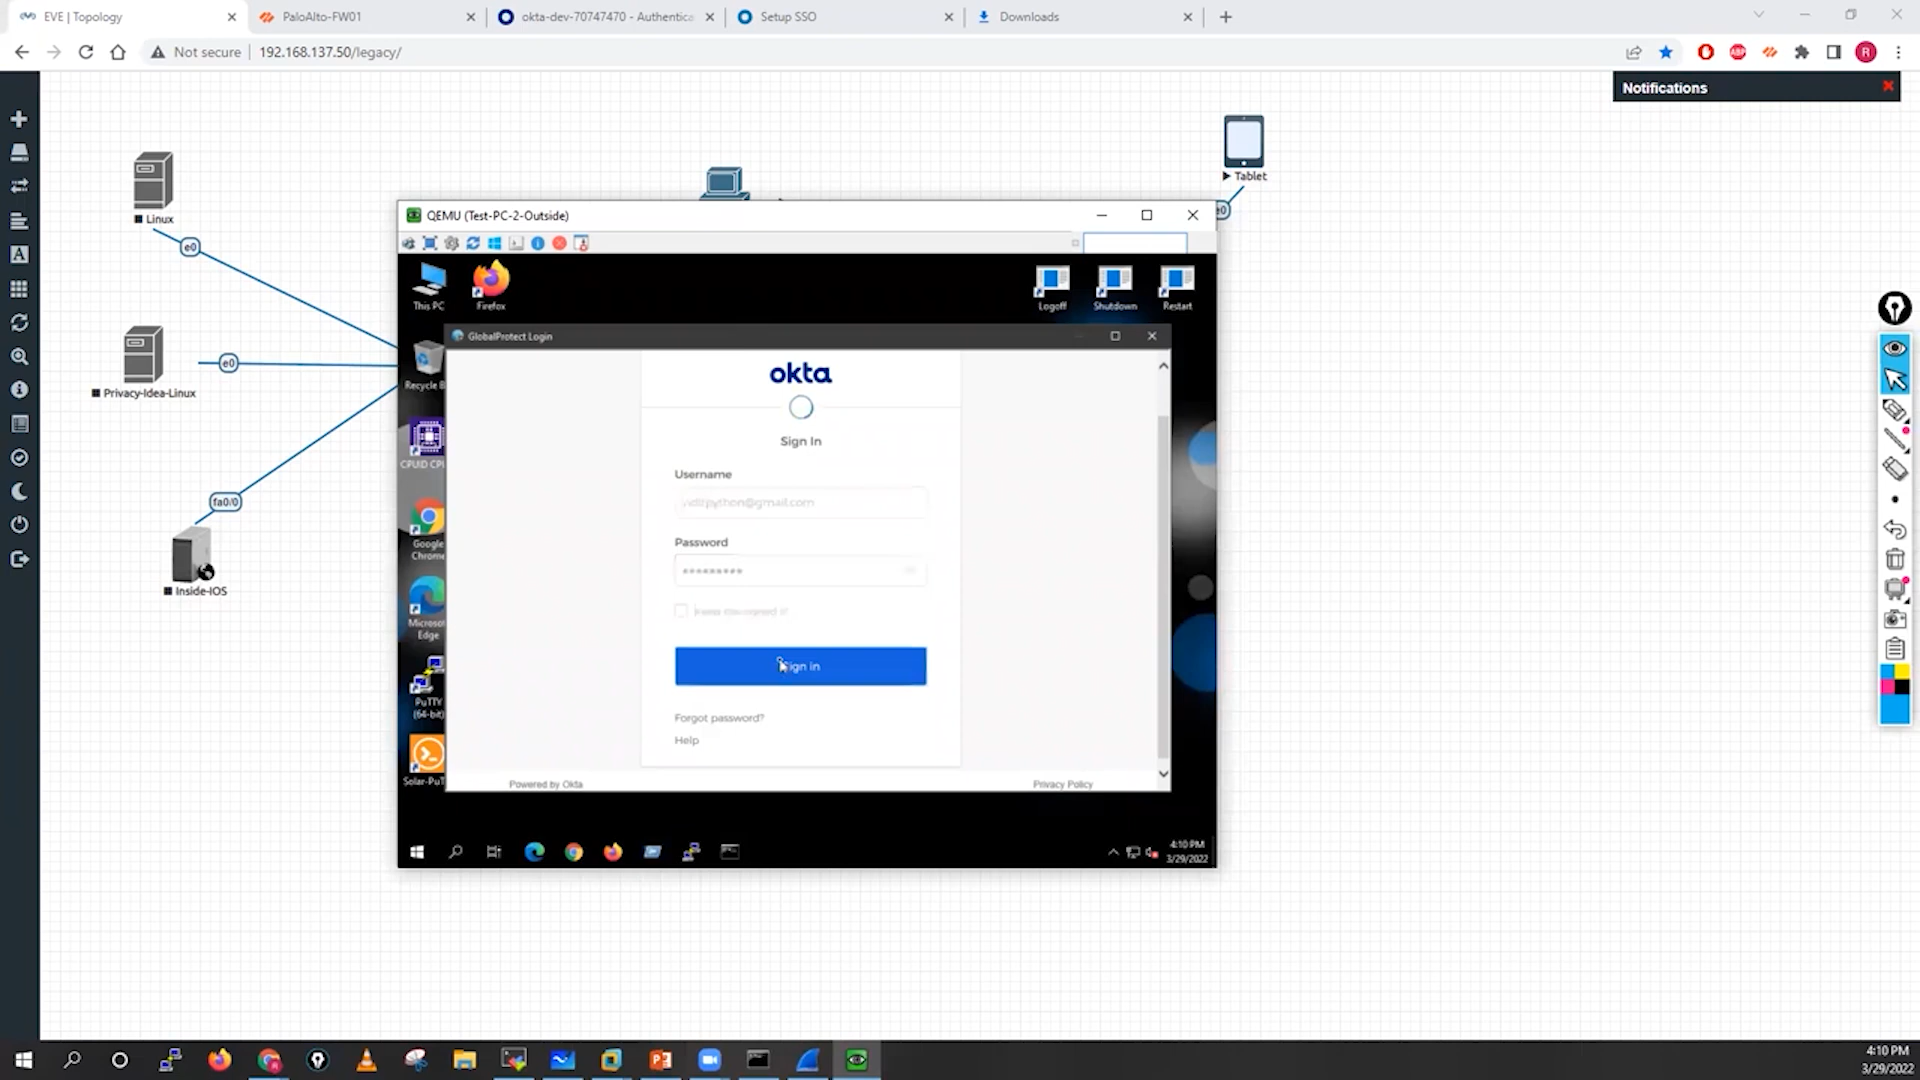 EVE | Topology
PaloAlto-FW01
okta-dev-70747470 - Authentica
Setup SSO
Downloads
Not secure
192.168.137.50/legacy/
ABP
R
Notifications
Linux
e0
Privacy-Idea-Linux
e0
fa0/0
Inside-IOS
Tablet
e0
QEMU (Test-PC-2-Outside)
This PC
Firefox
Logoff
Shutdown
Restart
Recycle B
CPUID CPU
Google Chrome
Microso
Edge
PuTTY
(64-bit)
Solar-PuT
GlobalProtect Login
okta
Sign In
Username
Password
•••••••••
Sign in
Forgot password?
Help
Powered by Okta
Privacy Policy
4:10 PM
3/29/2022
4:10 PM
3/29/2022